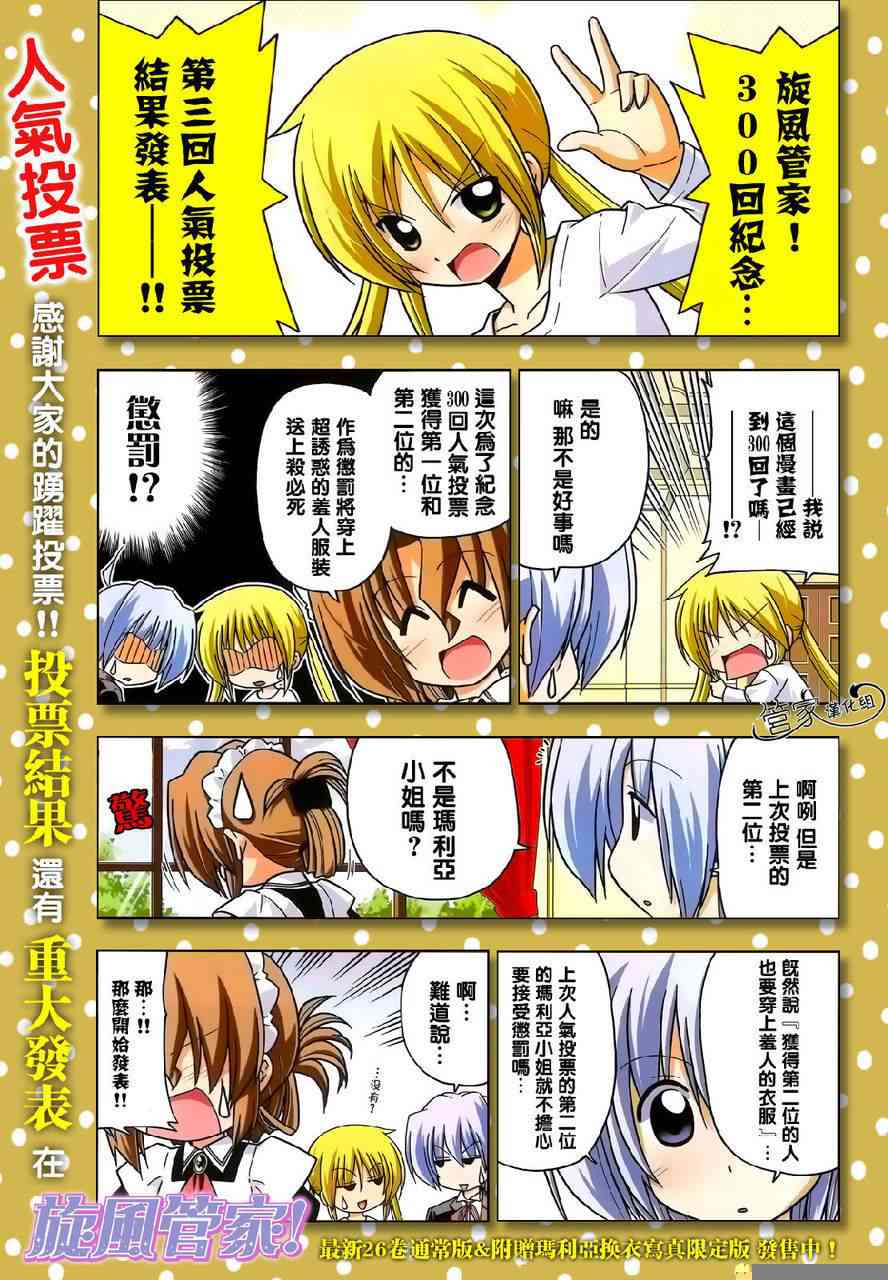 旋風管家！
300回紀念…
第三回人氣投票
結果發表——!!
——我說
這個漫畫已經
到300回了嗎
——!?
是的
嘛 那不是好事嗎
這次為了紀念
300回人氣投票
獲得第一位和
第二位的…
作為懲罰將穿上
超誘惑的羞人服裝
送上殺必死
懲罰!?
管家漢化組
啊咧 但是
上次投票的
第二位…
不是瑪利亞
小姐嗎？
驚
既然說『獲得第二位的人
也要穿上羞人的衣服』…
上次人氣投票的第二位
的瑪利亞小姐就不擔心
要接受懲罰嗎…
啊…
難道說…
…沒有？
那…!!
那麼開始發表!!
人氣投票
感謝大家的踴躍投票!!
投票結果
還有
重大發表
在
旋風管家!
最新26卷通常版&附贈瑪利亞換衣寫真限定版 發售中！